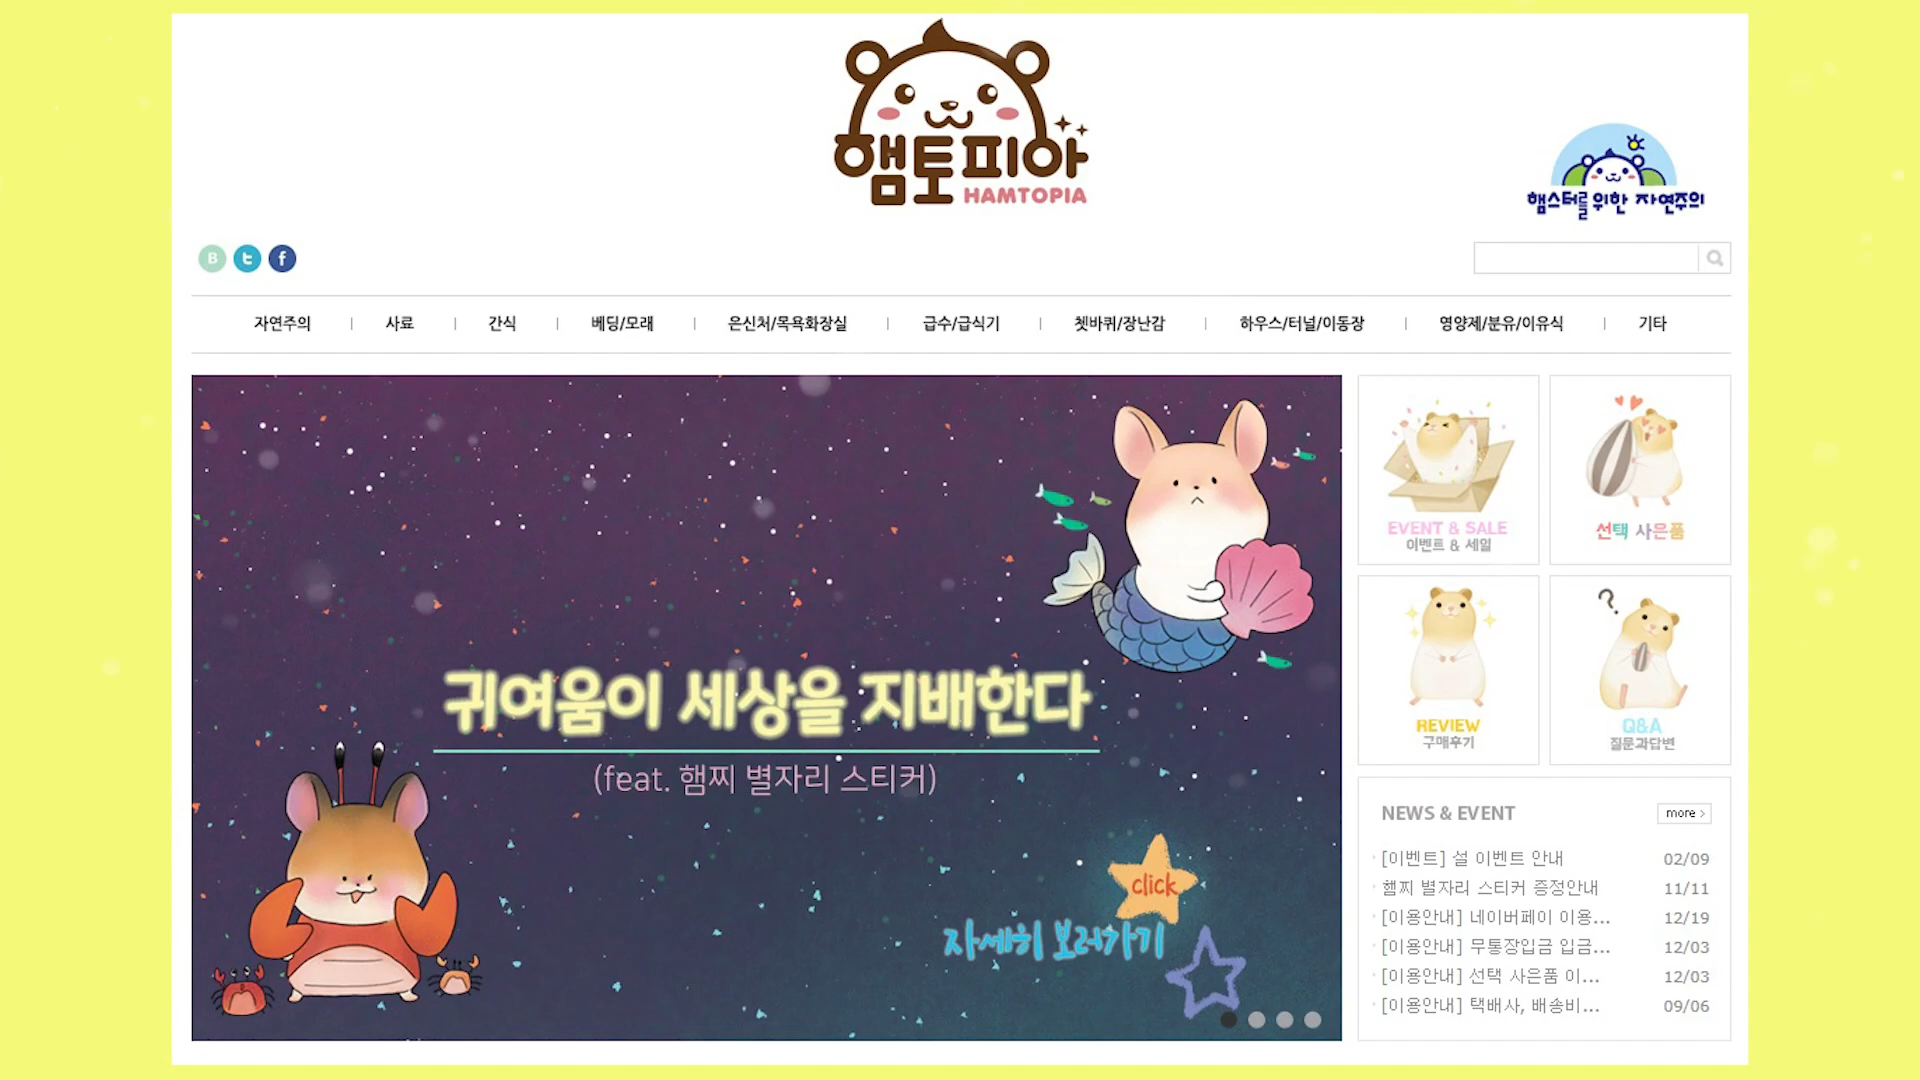 햄토피아
HAMTOPIA
햄스터를 위한 자연주의
B t f
자연주의 | 사료 | 간식 | 베딩/모래 | 은신처/목욕화장실 | 급수/급식기 | 쳇바퀴/장난감 | 하우스/터널/이동장 | 영양제/분유/이유식 | 기타
귀여움이 세상을 지배한다
(feat. 햄찌 별자리 스티커)
click
자세히 보러가기
EVENT & SALE
이벤트 & 세일
선택 사은품
REVIEW
구매후기
?
Q&A
질문과답변
NEWS & EVENT
more >
[이벤트] 설 이벤트 안내 02/09
햄찌 별자리 스티커 증정안내 11/11
[이용안내] 네이버페이 이용... 12/19
[이용안내] 무통장입금 입금... 12/03
[이용안내] 선택 사은품 이... 12/03
[이용안내] 택배사, 배송비... 09/06